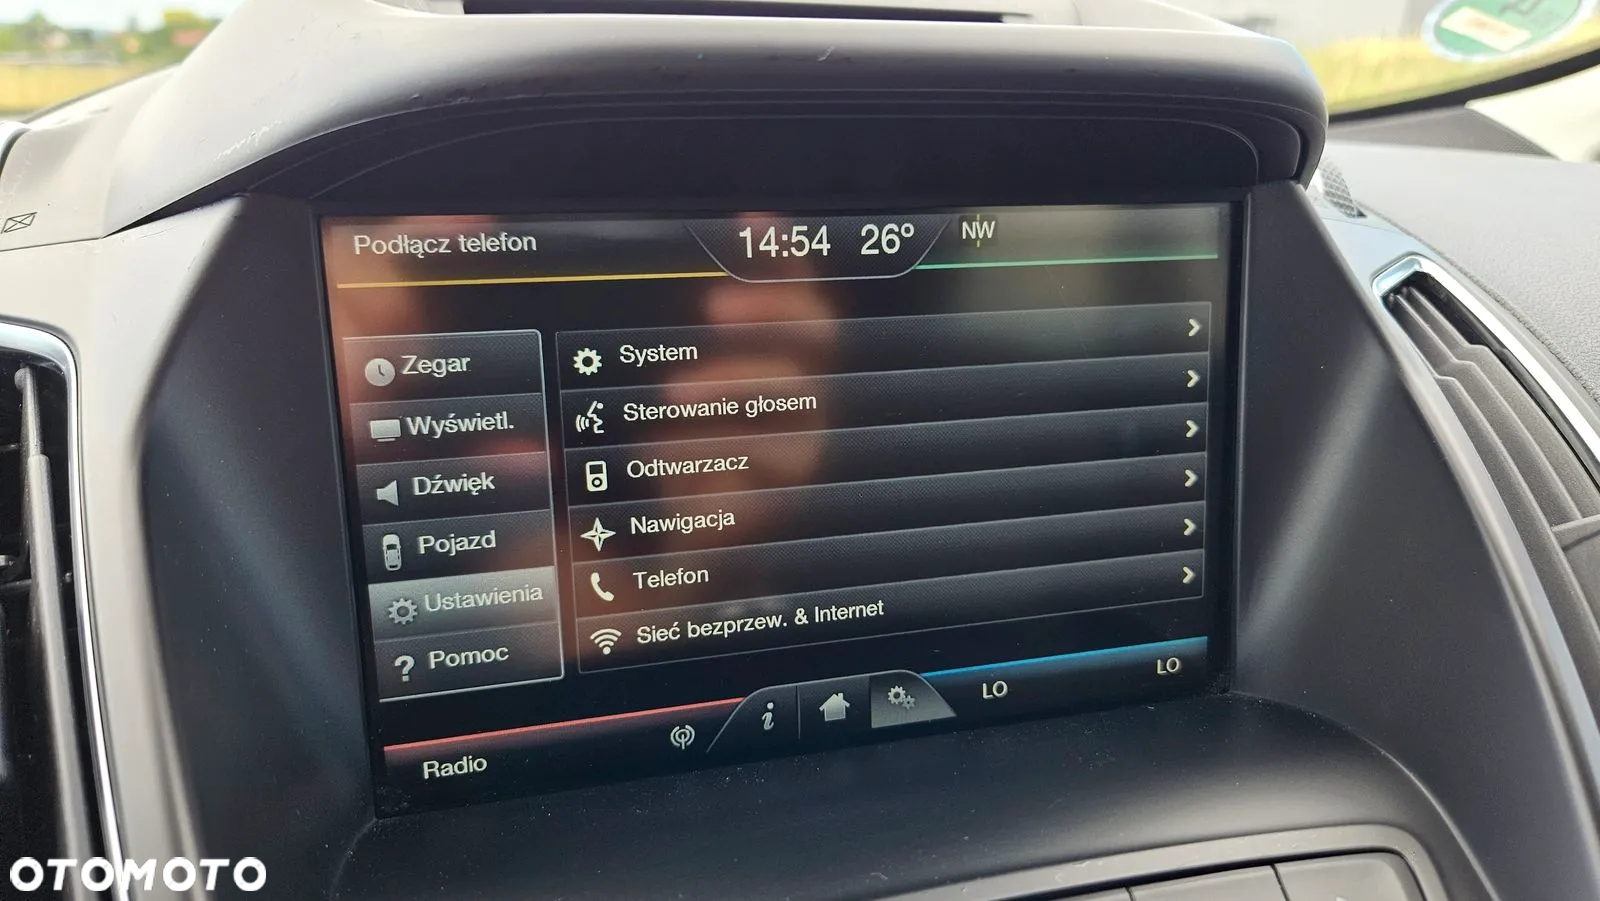 Podłącz telefon
14:54 26° NW
Zegar
Wyświetl.
Dźwięk
Pojazd
Ustawienia
Pomoc
System
Sterowanie głosem
Odtwarzacz
Nawigacja
Telefon
Sieć bezprzew. & Internet
Radio
i
LO
LO
OTOMOTO